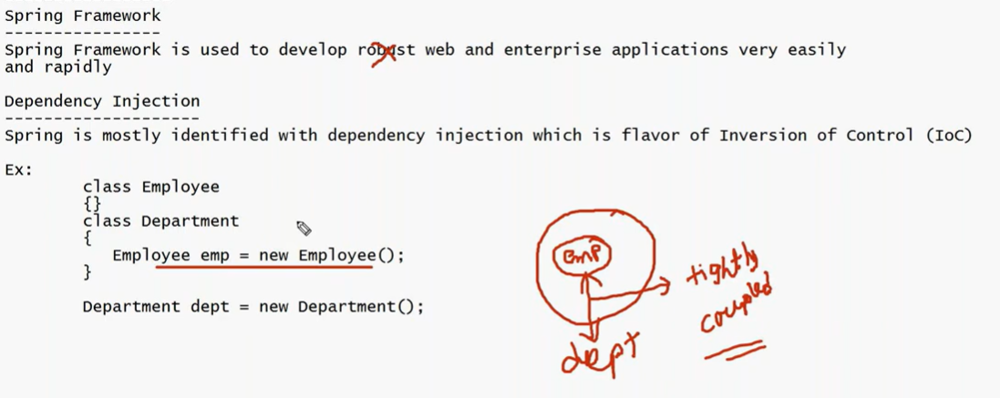 Spring Framework
----------------
Spring Framework is used to develop robust web and enterprise applications very easily
and rapidly
Dependency Injection
--------------------
Spring is mostly identified with dependency injection which is flavor of Inversion of Control (IoC)
Ex:
class Employee
{}
class Department
{
Employee emp = new Employee();
}
Department dept = new Department();
Emp
dept
tightly
coupled